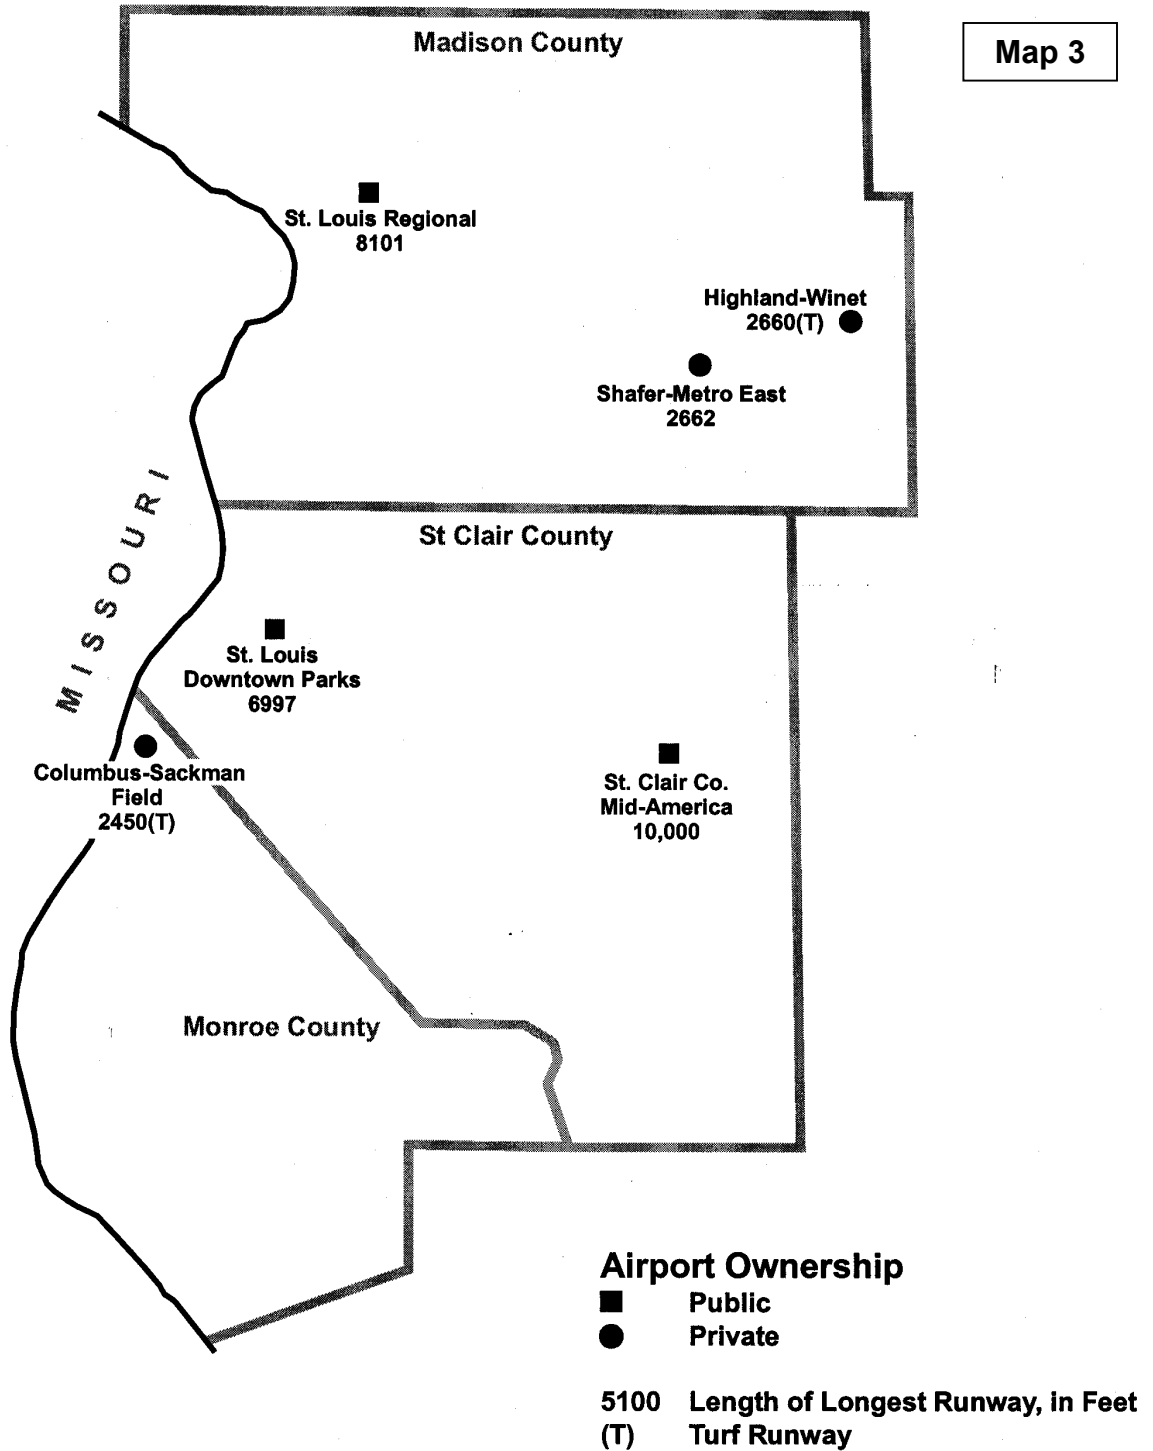 Madison County
Map 3
St. Louis Regional
8101
Highland-Winet
2660(T)
Shafer-Metro East
2662
MISSOURI
St Clair County
St. Louis
Downtown Parks
6997
Columbus-Sackman
Field
2450(T)
St. Clair Co.
Mid-America
10,000
Monroe County
Airport Ownership
Public
Private
5100 Length of Longest Runway, in Feet
(T) Turf Runway